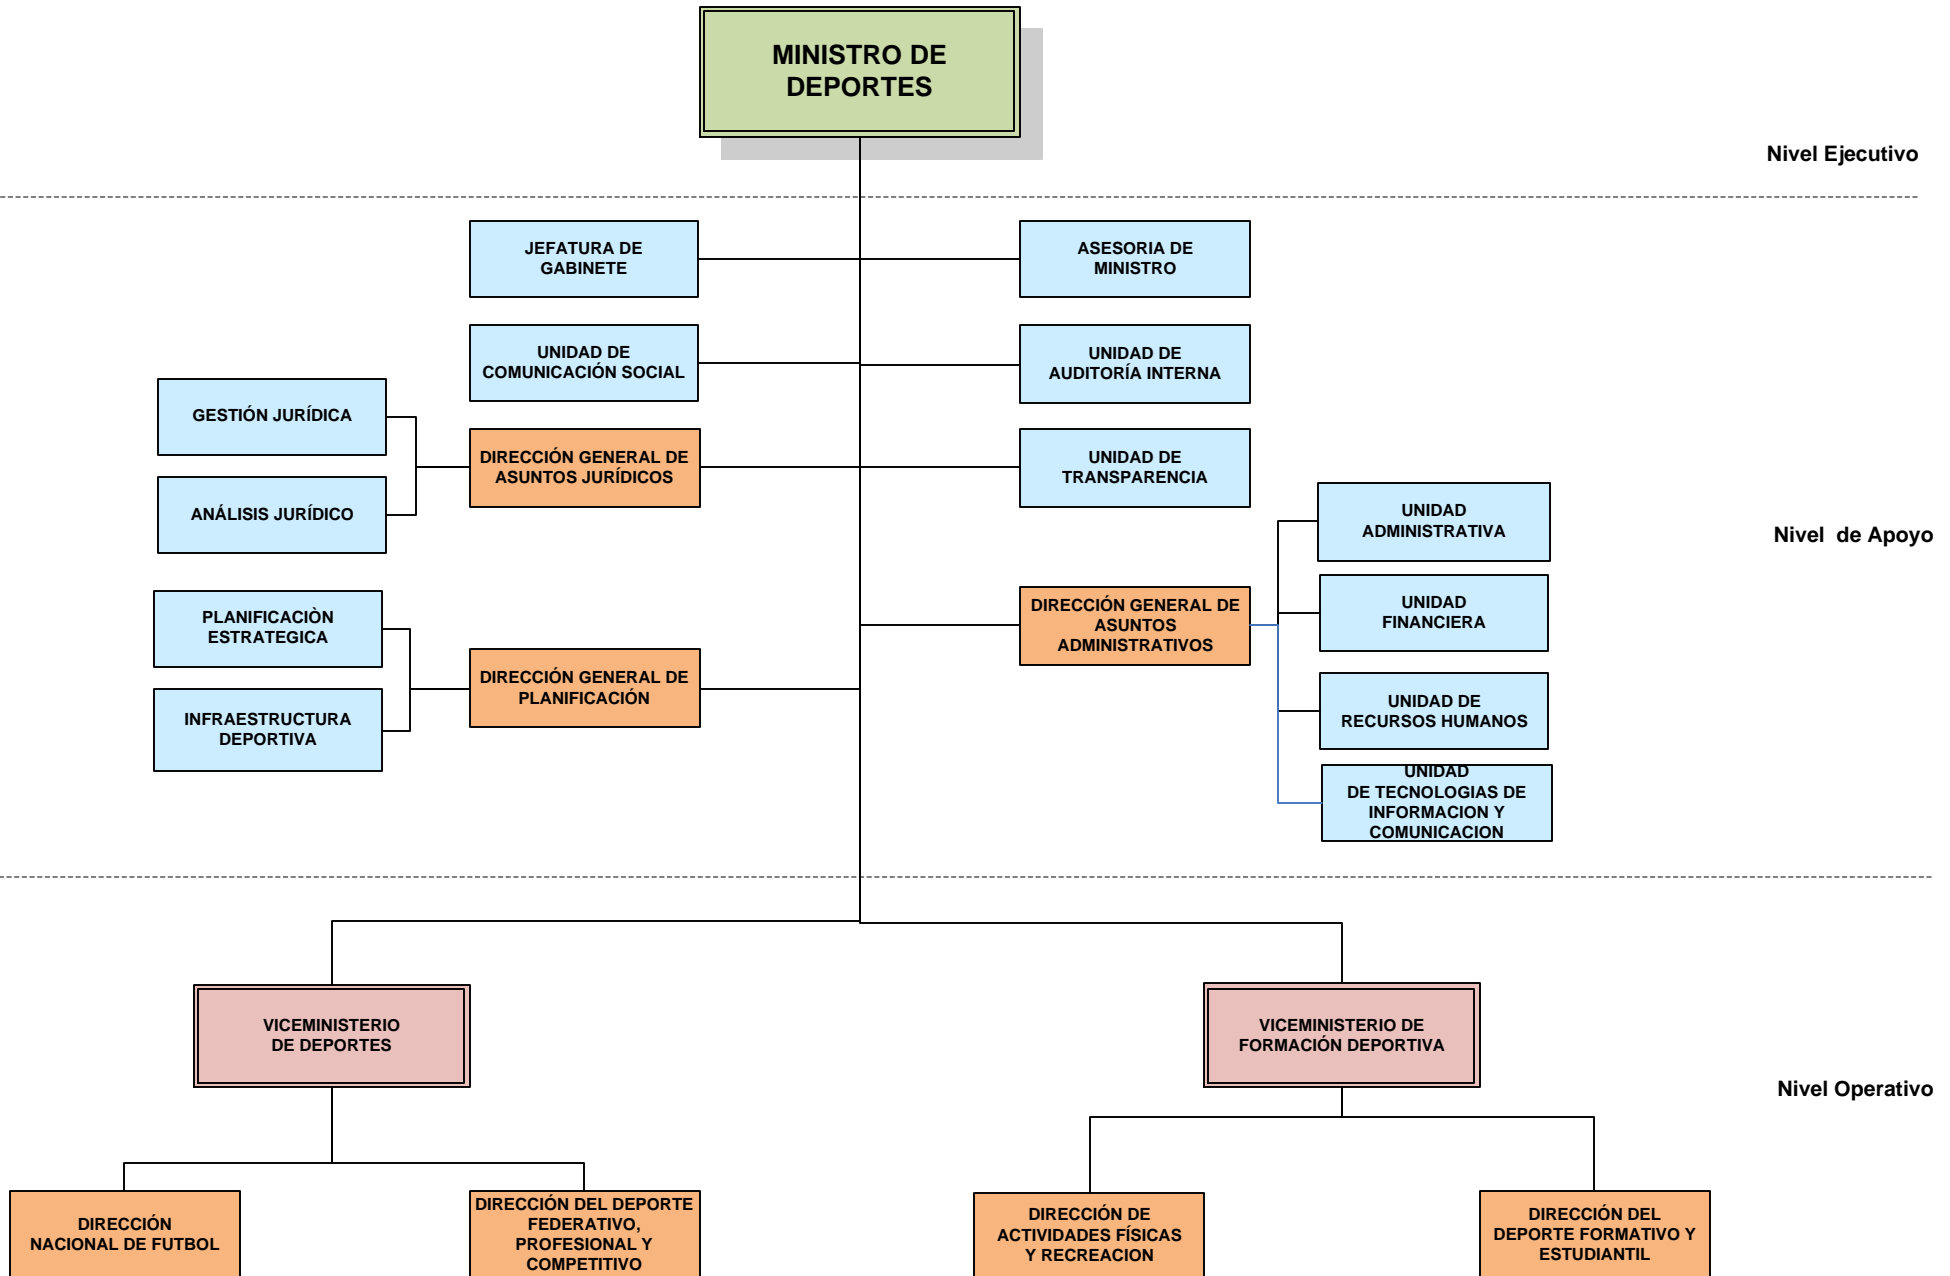 MINISTRO DE
DEPORTES
Nivel Ejecutivo
JEFATURA DE
GABINETE
ASESORIA DE
MINISTRO
UNIDAD DE
COMUNICACIÓN SOCIAL
UNIDAD DE
AUDITORÍA INTERNA
GESTIÓN JURÍDICA
ANÁLISIS JURÍDICO
DIRECCIÓN GENERAL DE
ASUNTOS JURÍDICOS
UNIDAD DE
TRANSPARENCIA
UNIDAD
ADMINISTRATIVA
Nivel  de Apoyo
PLANIFICACIÒN
ESTRATEGICA
INFRAESTRUCTURA
DEPORTIVA
DIRECCIÓN GENERAL DE
PLANIFICACIÓN
DIRECCIÓN GENERAL DE
ASUNTOS
ADMINISTRATIVOS
UNIDAD
FINANCIERA
UNIDAD DE
RECURSOS HUMANOS
UNIDAD
DE TECNOLOGIAS DE
INFORMACION Y
COMUNICACION
VICEMINISTERIO
DE DEPORTES
VICEMINISTERIO DE
FORMACIÓN DEPORTIVA
Nivel Operativo
DIRECCIÓN
NACIONAL DE FUTBOL
DIRECCIÓN DEL DEPORTE
FEDERATIVO,
PROFESIONAL Y
COMPETITIVO
DIRECCIÓN DE
ACTIVIDADES FÍSICAS
Y RECREACION
DIRECCIÓN DEL
DEPORTE FORMATIVO Y
ESTUDIANTIL